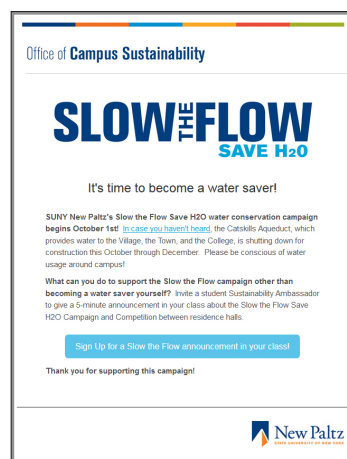 Office of Campus Sustainability
SLOW THE FLOW
SAVE H2O
It's time to become a water saver!
SUNY New Paltz's Slow the Flow Save H2O water conservation campaign
begins October 1st! In case you haven't heard, the Catskills Aqueduct, which
provides water to the Village, the Town, and the College, is shutting down for
construction this October through December. Please be conscious of water
usage around campus!
What can you do to support the Slow the Flow campaign other than
becoming a water saver yourself? Invite a student Sustainability Ambassador
to give a 5-minute announcement in your class about the Slow the Flow Save
H2O Campaign and Competition between residence halls.
Sign Up for a Slow the Flow announcement in your class!
Thank you for supporting this campaign!
New Paltz
STATE UNIVERSITY OF NEW YORK